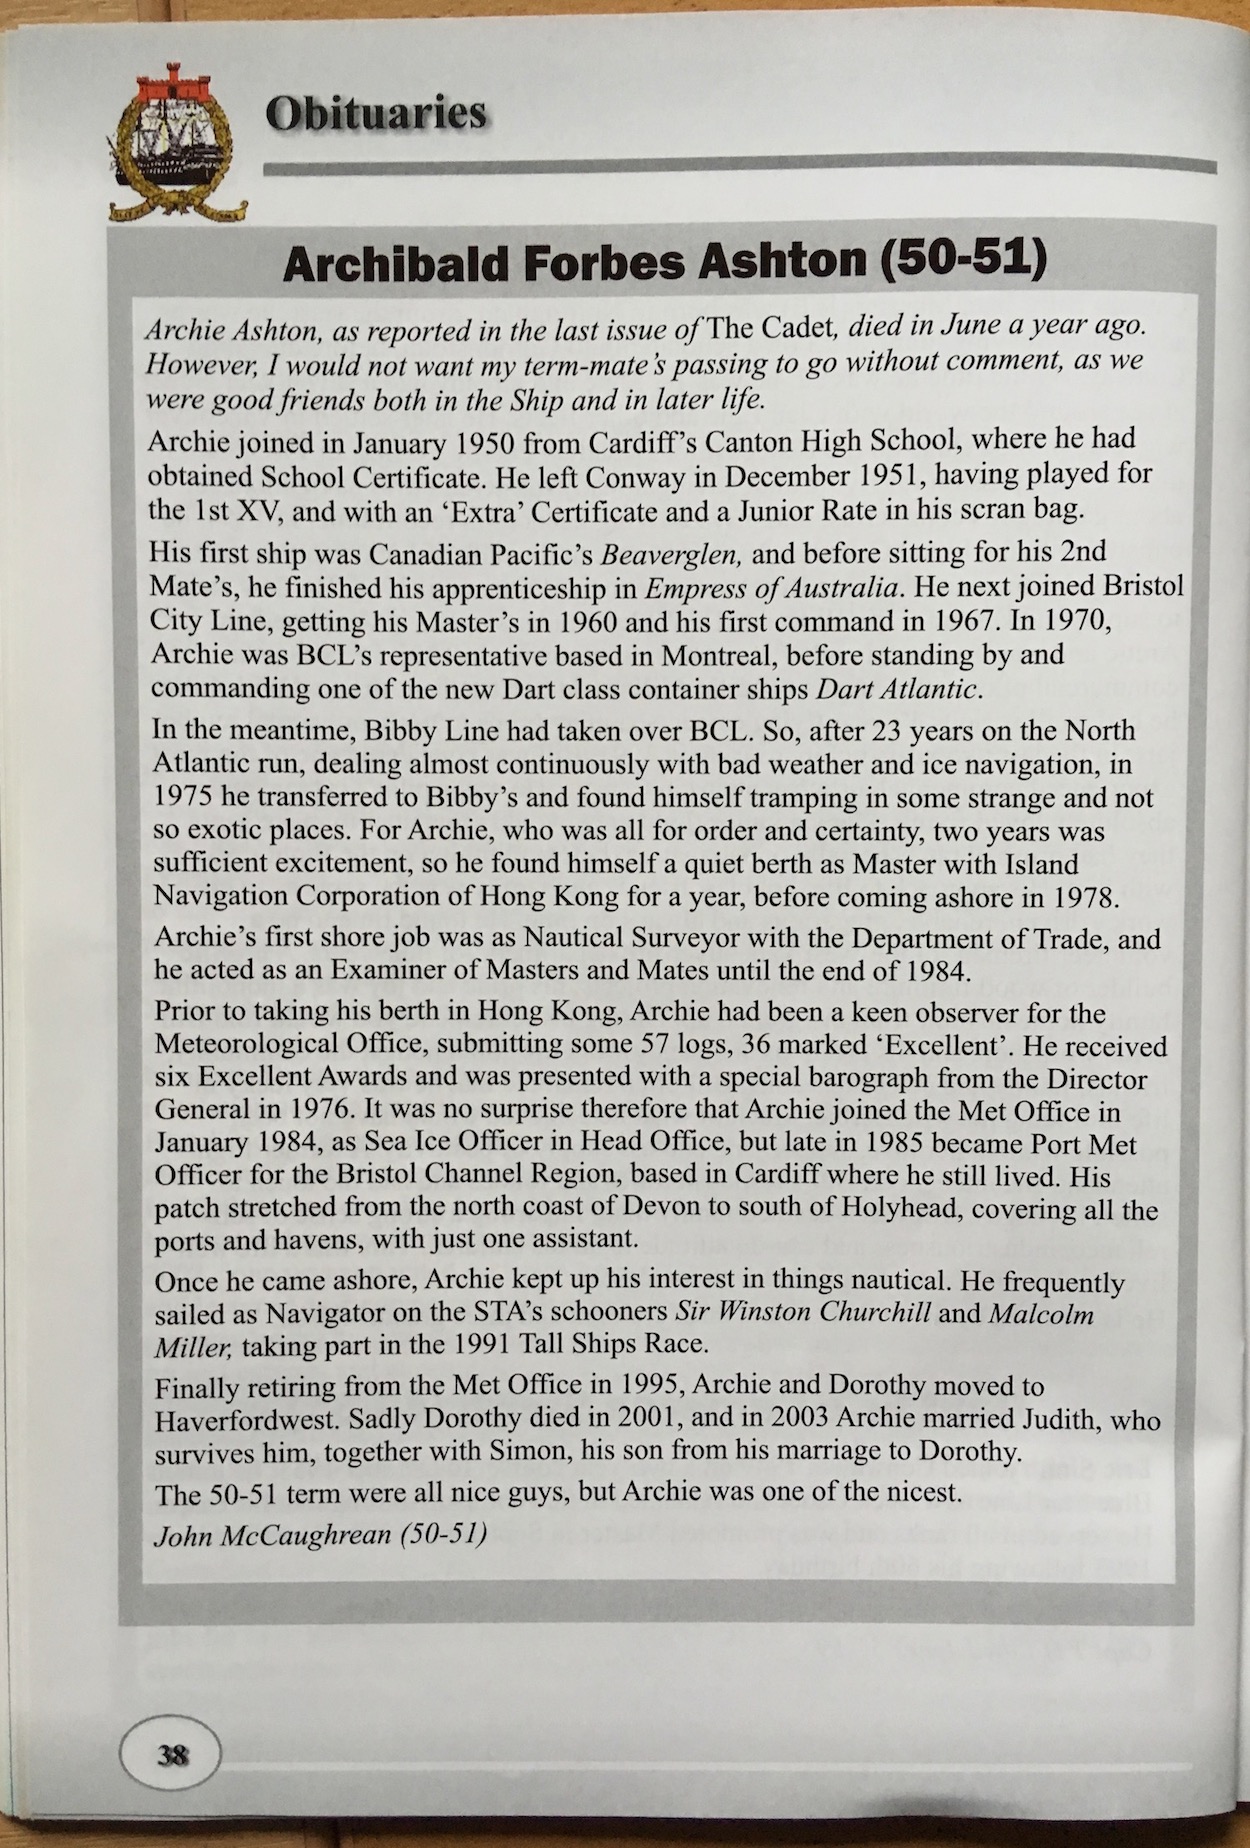 Obituaries
Archibald Forbes Ashton (50-51)
Archie Ashton, as reported in the last issue of The Cadet, died in June a year ago.
However, I would not want my term-mate's passing to go without comment, as we
were good friends both in the Ship and in later life.
Archie joined in January 1950 from Cardiff's Canton High School, where he had
obtained School Certificate. He left Conway in December 1951, having played for
the 1st XV, and with an 'Extra' Certificate and a Junior Rate in his scran bag.
His first ship was Canadian Pacific's Beaverglen, and before sitting for his 2nd
Mate's, he finished his apprenticeship in Empress of Australia. He next joined Bristol
City Line, getting his Master's in 1960 and his first command in 1967. In 1970,
Archie was BCL's representative based in Montreal, before standing by and
commanding one of the new Dart class container ships Dart Atlantic.
In the meantime, Bibby Line had taken over BCL. So, after 23 years on the North
Atlantic run, dealing almost continuously with bad weather and ice navigation, in
1975 he transferred to Bibby's and found himself tramping in some strange and not
so exotic places. For Archie, who was all for order and certainty, two years was
sufficient excitement, so he found himself a quiet berth as Master with Island
Navigation Corporation of Hong Kong for a year, before coming ashore in 1978.
Archie's first shore job was as Nautical Surveyor with the Department of Trade, and
he acted as an Examiner of Masters and Mates until the end of 1984.
Prior to taking his berth in Hong Kong, Archie had been a keen observer for the
Meteorological Office, submitting some 57 logs, 36 marked 'Excellent'. He received
six Excellent Awards and was presented with a special barograph from the Director
General in 1976. It was no surprise therefore that Archie joined the Met Office in
January 1984, as Sea Ice Officer in Head Office, but late in 1985 became Port Met
Officer for the Bristol Channel Region, based in Cardiff where he still lived. His
patch stretched from the north coast of Devon to south of Holyhead, covering all the
ports and havens, with just one assistant.
Once he came ashore, Archie kept up his interest in things nautical. He frequently
sailed as Navigator on the STA's schooners Sir Winston Churchill and Malcolm
Miller, taking part in the 1991 Tall Ships Race.
Finally retiring from the Met Office in 1995, Archie and Dorothy moved to
Haverfordwest. Sadly Dorothy died in 2001, and in 2003 Archie married Judith, who
survives him, together with Simon, his son from his marriage to Dorothy.
The 50-51 term were all nice guys, but Archie was one of the nicest.
John McCaughrean (50-51)
38